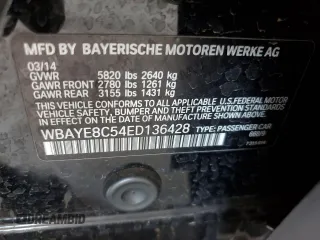 MFD BY BAYERISCHE MOTOREN WERKE AG
03/14
GVWR 5820 lbs 2640 kg
GAWR FRONT 2780 lbs 1261 kg
GAWR REAR 3155 lbs 1431 kg
THIS VEHICLE CONFORMS TO ALL APPLICABLE U.S. FEDERAL MOTOR
VEHICLE SAFETY, BUMPER, AND THEFT PREVENTION STANDARDS
IN EFFECT ON THE DATE OF MANUFACTURE SHOWN ABOVE
WBAYE8C54ED136428 TYPE: PASSENGER-CAR